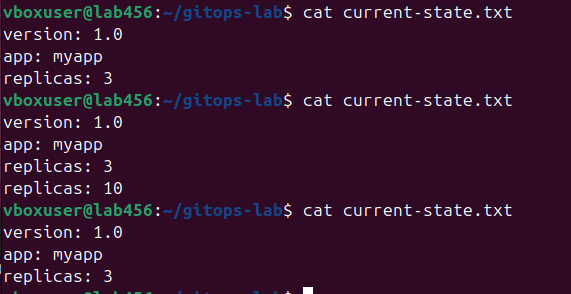 vboxuser@lab456:~/gitops-lab$ cat current-state.txt
version: 1.0
app: myapp
replicas: 3
vboxuser@lab456:~/gitops-lab$ cat current-state.txt
version: 1.0
app: myapp
replicas: 3
replicas: 10
vboxuser@lab456:~/gitops-lab$ cat current-state.txt
version: 1.0
app: myapp
replicas: 3